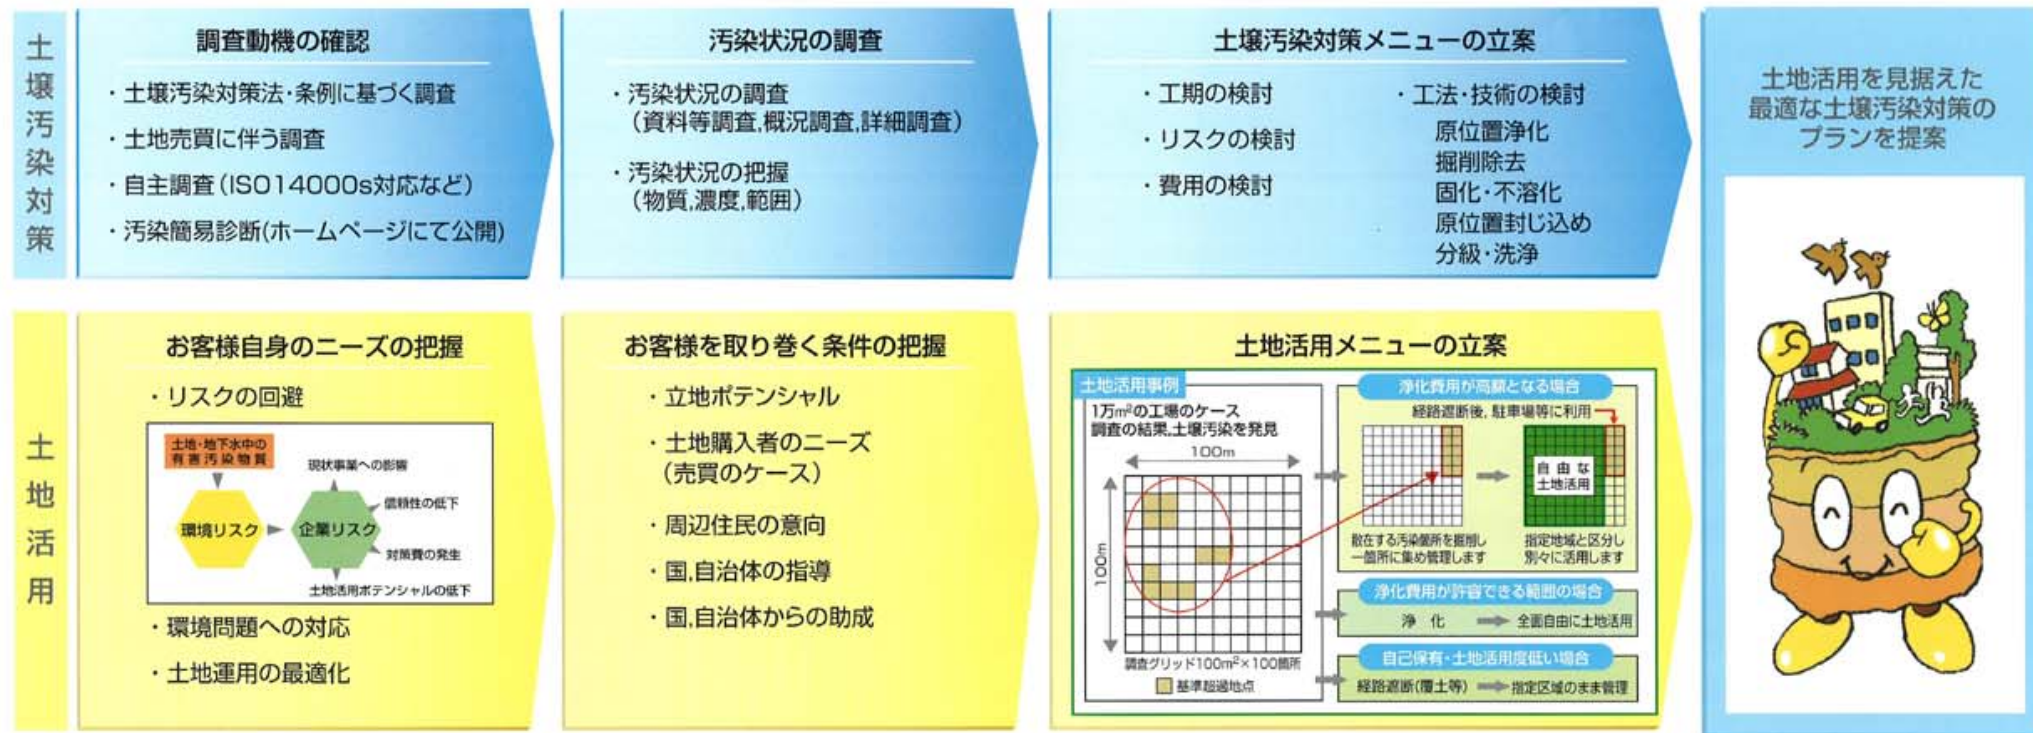 土壌汚染対策
調査動機の確認
・土壌汚染対策法・条例に基づく調査
・土地売買に伴う調査
・自主調査(ISO14000s対応など)
・汚染簡易診断(ホームページにて公開)
汚染状況の調査
・汚染状況の調査
(資料等調査,概況調査,詳細調査)
・汚染状況の把握
(物質,濃度,範囲)
土壌汚染対策メニューの立案
・工期の検討
・リスクの検討
・費用の検討
・工法・技術の検討
原位置浄化
掘削除去
固化・不溶化
原位置封じ込め
分級・洗浄
土地活用を見据えた
最適な土壌汚染対策の
プランを提案
土地活用
お客様自身のニーズの把握
・リスクの回避
土地・地下水中の
有害汚染物質
環境リスク
企業リスク
現状事業への影響
信頼性の低下
対策費の発生
土地活用ポテンシャルの低下
・環境問題への対応
・土地運用の最適化
お客様を取り巻く条件の把握
・立地ポテンシャル
・土地購入者のニーズ
(売買のケース)
・周辺住民の意向
・国,自治体の指導
・国,自治体からの助成
土地活用メニューの立案
土地活用事例
1万m²の工場のケース
調査の結果,土壌汚染を発見
100m
100m
調査グリッド100m²×100箇所
基準超過地点
浄化費用が高額となる場合
経路遮断後,駐車場等に利用
自由な
土地活用
散在する汚染箇所を掘削し
一箇所に集め管理します
指定地域と区分し
別々に活用します
浄化費用が許容できる範囲の場合
浄化
全面自由に土地活用
自己保有・土地活用度低い場合
経路遮断(覆土等)
指定区域のまま管理